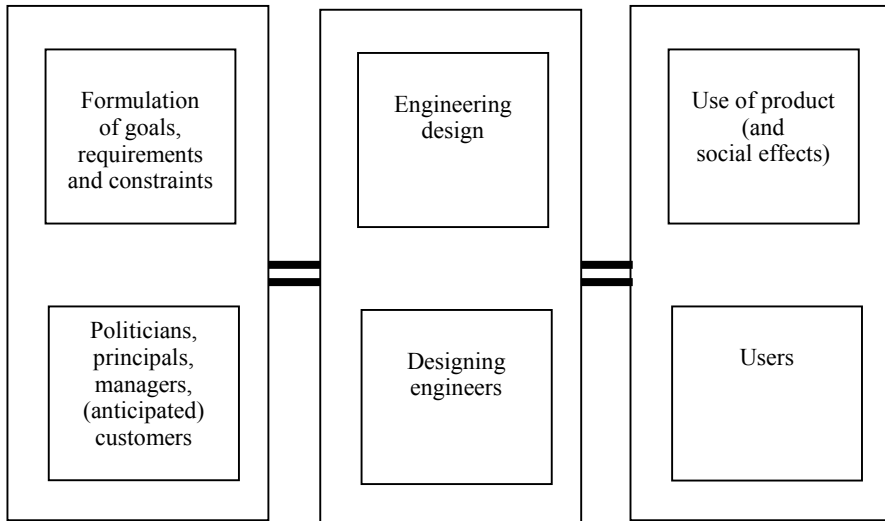 Formulation
of goals,
requirements
and constraints
Politicians,
principals,
managers,
(anticipated)
customers
Engineering
design
Designing
engineers
Use of product
(and
social effects)
Users